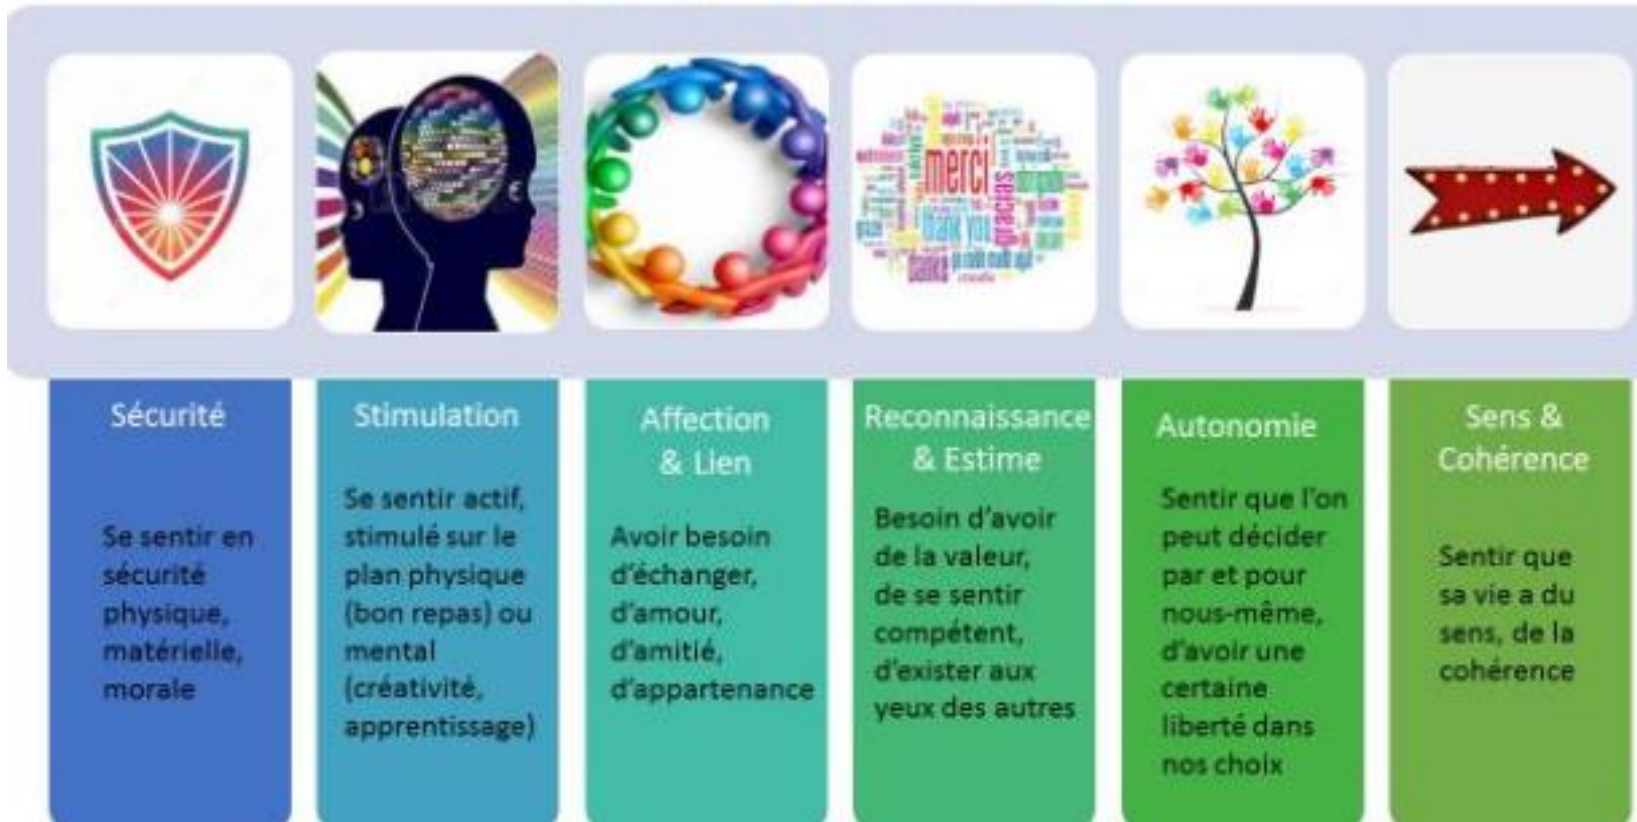 merci
thank you
gracias
thanks
Sécurité
Se sentir en
sécurité
physique,
matérielle,
morale
Stimulation
Se sentir actif,
stimulé sur le
plan physique
(bon repas) ou
mental
(créativité,
apprentissage)
Affection
& Lien
Avoir besoin
d'échanger,
d'amour,
d'amitié,
d'appartenance
Reconnaissance
& Estime
Besoin d'avoir
de la valeur,
de se sentir
compétent,
d'exister aux
yeux des autres
Autonomie
Sentir que l'on
peut décider
par et pour
nous-même,
d'avoir une
certaine
liberté dans
nos choix
Sens &
Cohérence
Sentir que
sa vie a du
sens, de la
cohérence